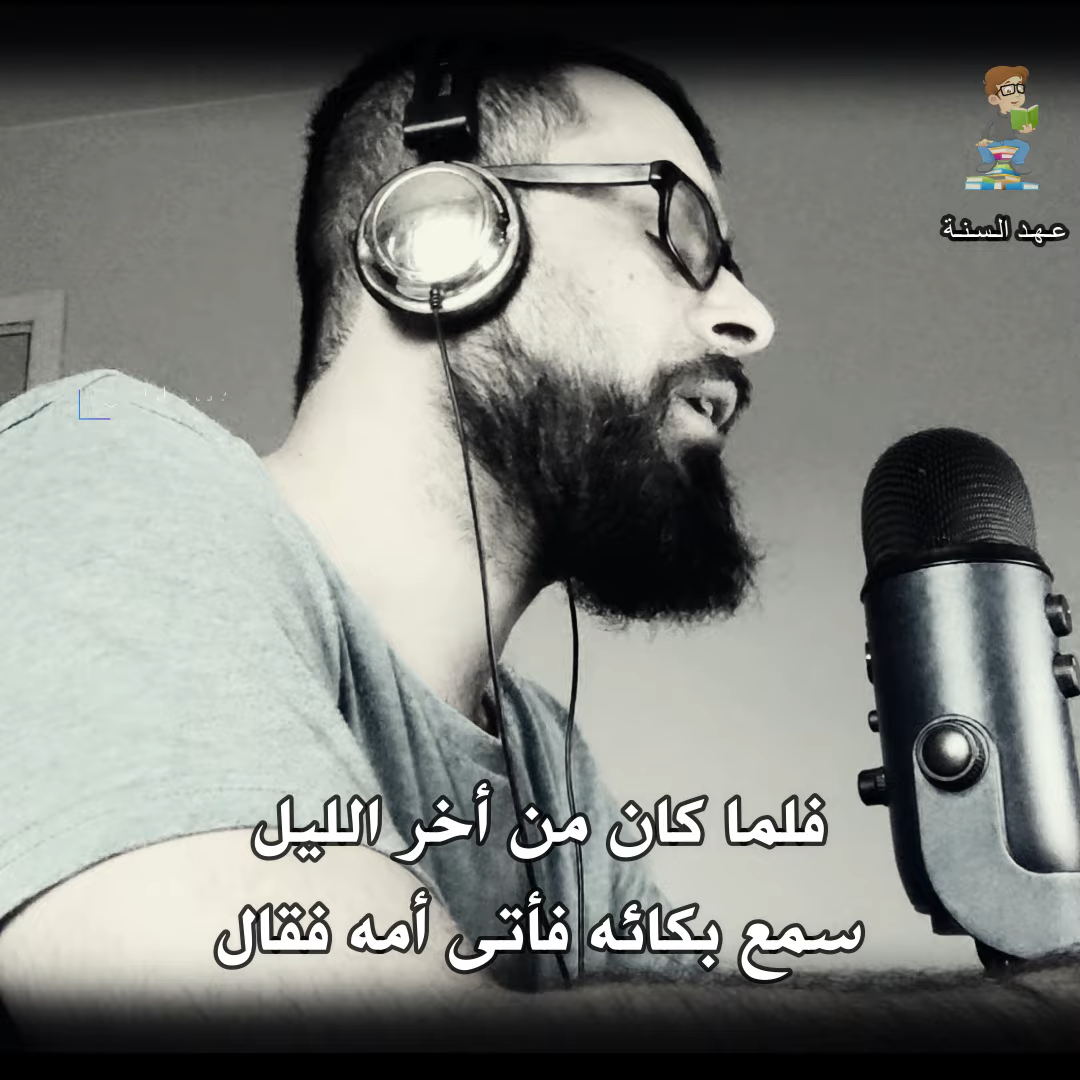 عهد السنة
فلما كان من أخر الليل
سمع بكائه فأتى أمه فقال